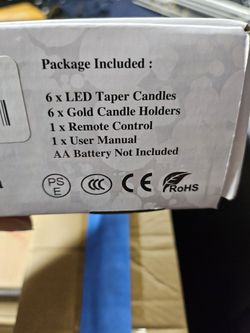 Package Included :
6 x LED Taper Candles
6 x Gold Candle Holders
1 x Remote Control
1 x User Manual
AA Battery Not Included
PS E CCC CE RoHS